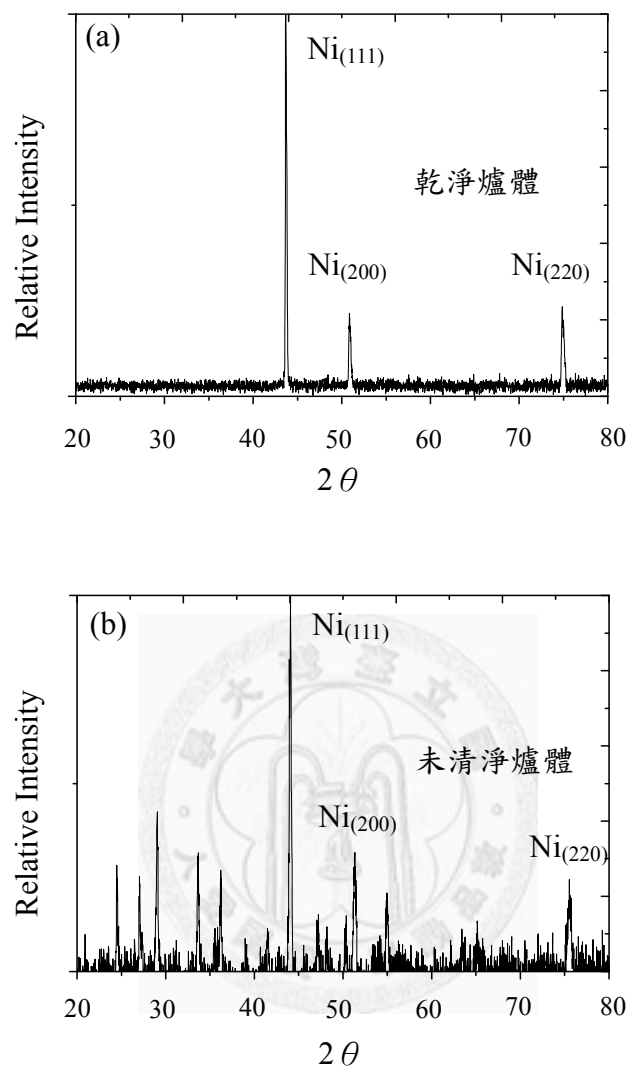 (a)
Ni(111)
乾淨爐體
Ni(200)
Ni(220)
Relative Intensity
20 30 40 50 60 70 80
2θ
(b)
Ni(111)
未清淨爐體
Ni(200)
Ni(220)
Relative Intensity
20 30 40 50 60 70 80
2θ